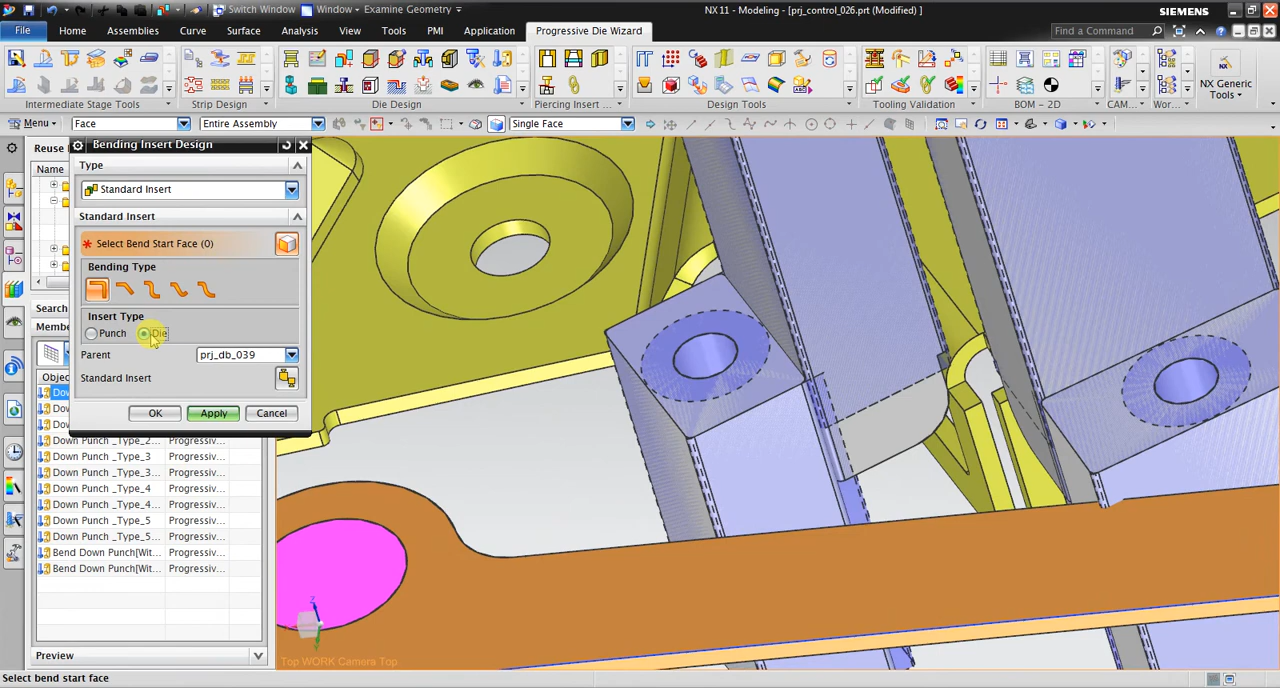 Switch Window
Window
Examine Geometry
NX 11 - Modeling - [prj_control_026.prt (Modified) ]
SIEMENS
File
Home
Assemblies
Curve
Surface
Analysis
View
Tools
PMI
Application
Progressive Die Wizard
Find a Command
Intermediate Stage Tools
Strip Design
Die Design
Piercing Insert ...
Design Tools
Tooling Validation
BOM - 2D
CAM...
Wor...
NX Generic
Tools
Menu
Face
Entire Assembly
Single Face
Bending Insert Design
Reuse
Name
Type
Standard Insert
Standard Insert
Select Bend Start Face (0)
Bending Type
Search
Insert Type
Punch
Die
Memb
Parent
prj_db_039
Standard Insert
Objec
OK
Apply
Cancel
Down Punch _Type_2...
Progressiv...
Down Punch _Type_3
Progressiv...
Down Punch _Type_3...
Progressiv...
Down Punch _Type_4
Progressiv...
Down Punch _Type_4...
Progressiv...
Down Punch _Type_5
Progressiv...
Down Punch _Type_5...
Progressiv...
Bend Down Punch[Wit...
Progressiv...
Bend Down Punch[Wit...
Progressiv...
Preview
Z
Top WORK Camera Top
Select bend start face